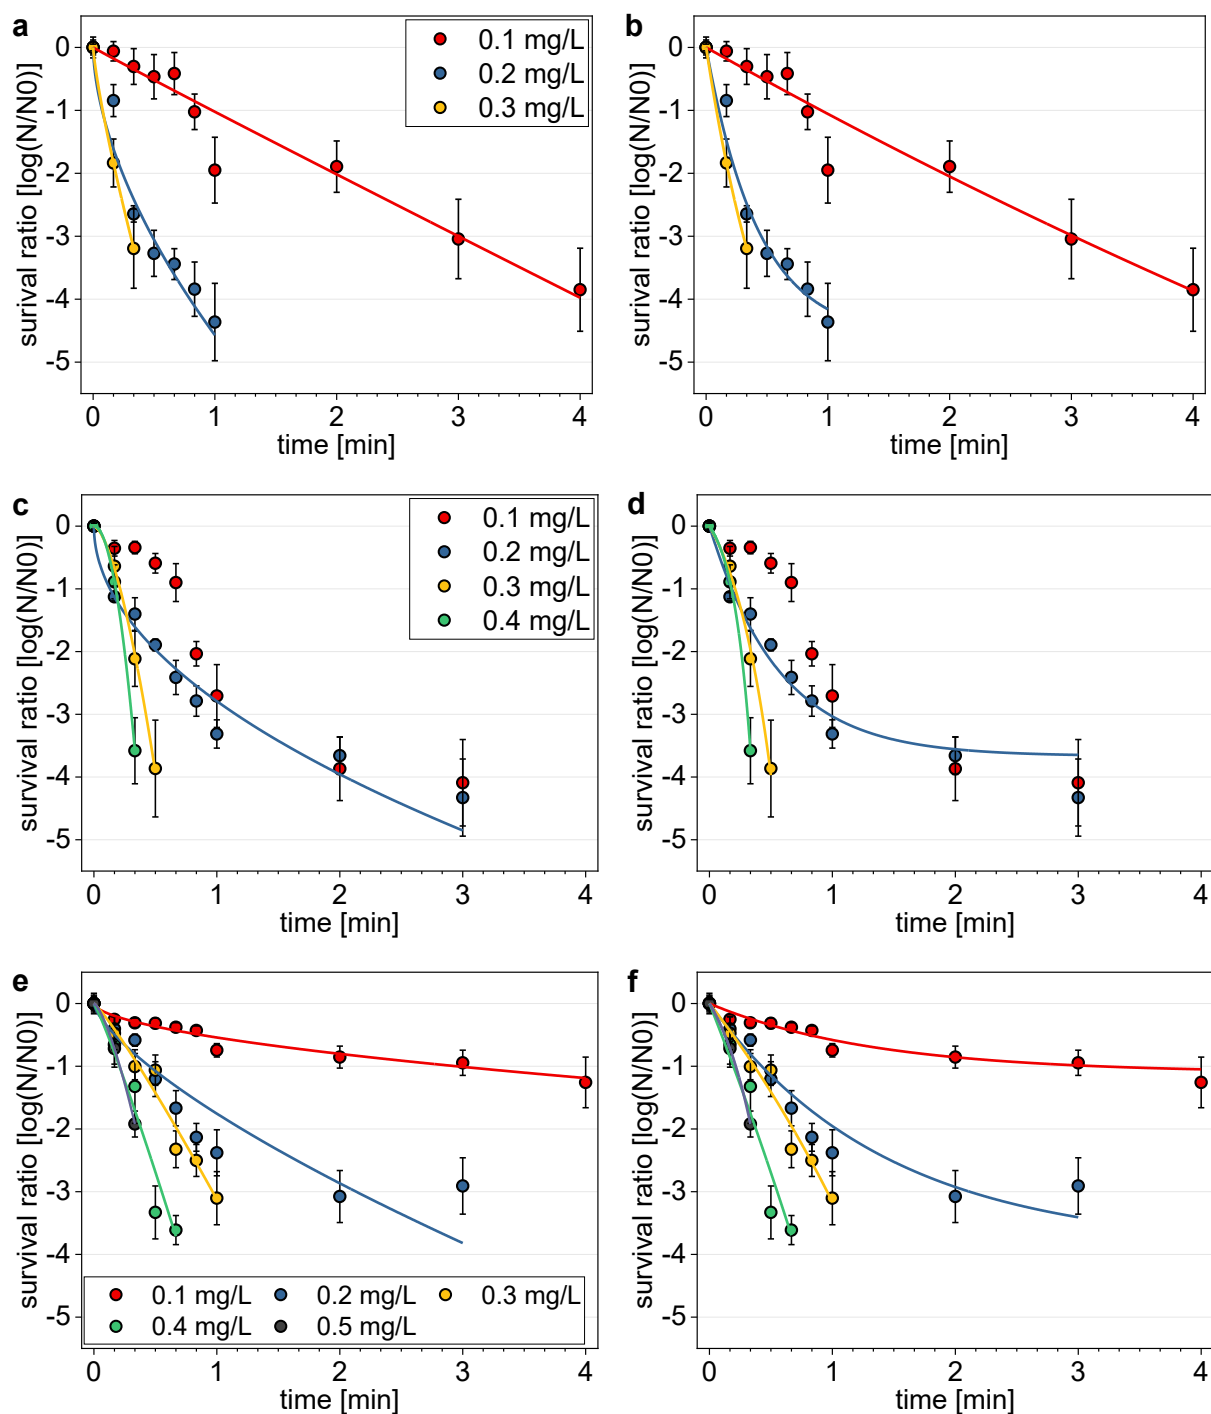 a
0.1 mg/L
0.2 mg/L
0.3 mg/L
0
-1
-2
-3
-4
-5
surival ratio [log(N/N0)]
0 1 2 3 4
time [min]
b
0
-1
-2
-3
-4
-5
survival ratio [log(N/N0)]
0 1 2 3 4
time [min]
c
0.1 mg/L
0.2 mg/L
0.3 mg/L
0.4 mg/L
0
-1
-2
-3
-4
-5
survival ratio [log(N/N0)]
0 1 2 3 4
time [min]
d
0
-1
-2
-3
-4
-5
survival ratio [log(N/N0)]
0 1 2 3 4
time [min]
e
0
-1
-2
-3
-4
-5
survival ratio [log(N/N0)]
0.1 mg/L 0.2 mg/L 0.3 mg/L
0.4 mg/L 0.5 mg/L
0 1 2 3 4
time [min]
f
0
-1
-2
-3
-4
-5
survival ratio [log(N/N0)]
0 1 2 3 4
time [min]